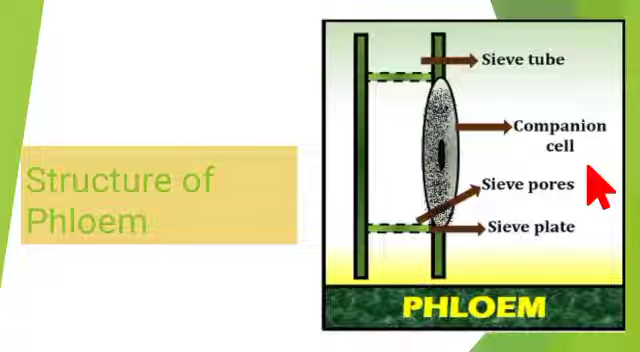 Structure of
Phloem
Sieve tube
Companion
cell
Sieve pores
Sieve plate
PHLOEM